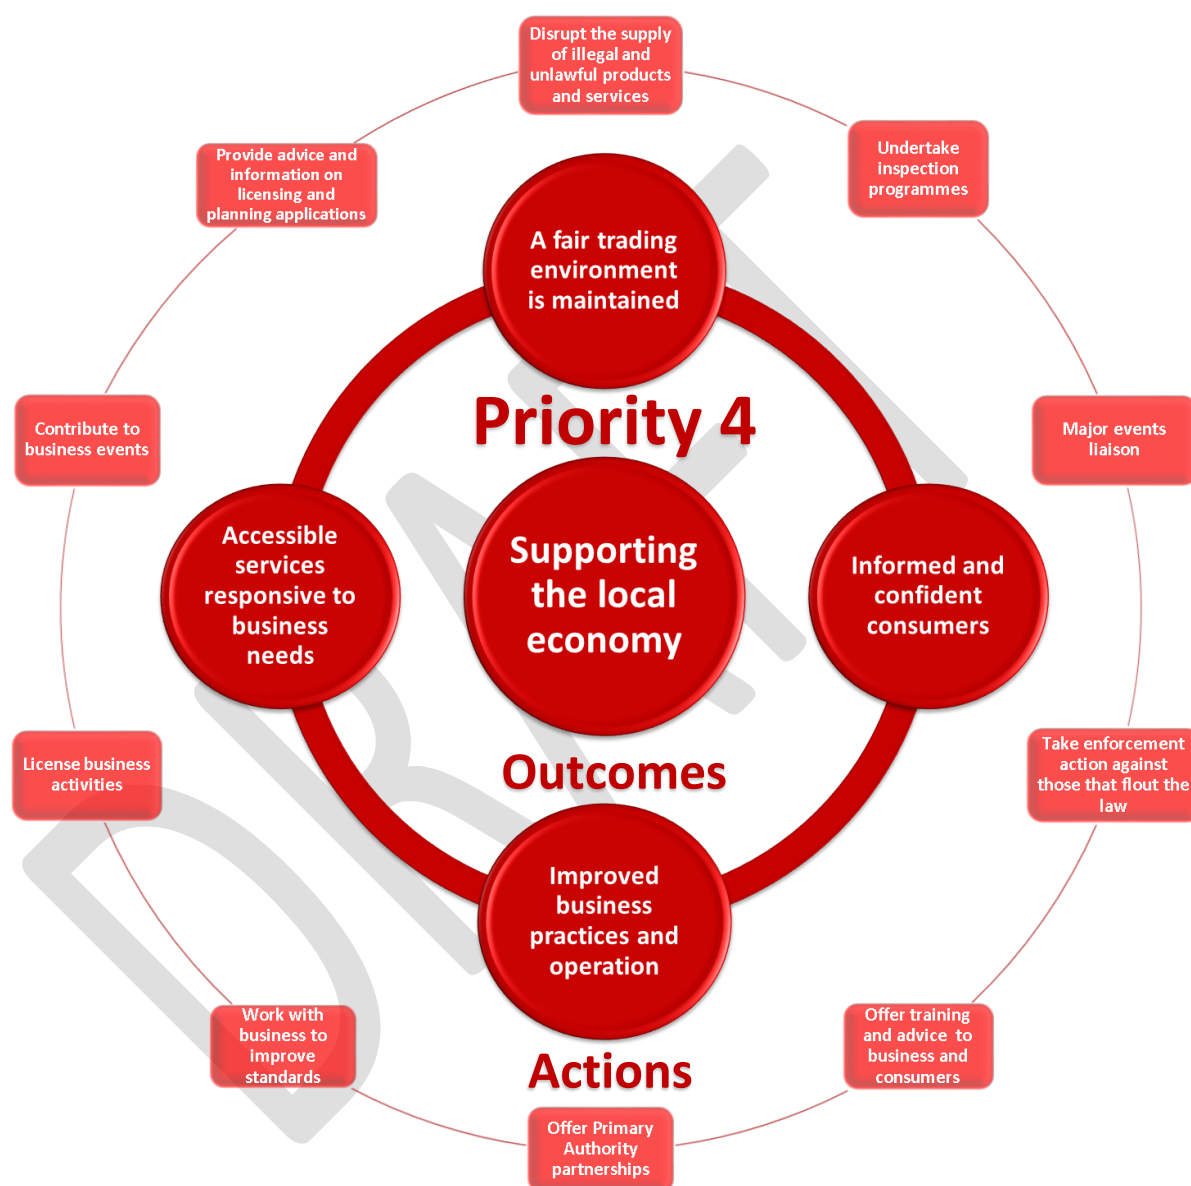 Disrupt the supply
of illegal and
unlawful products
and services
Undertake
inspection
programmes
Provide advice and
information on
licensing and
planning applications
A fair trading
environment
is maintained
Priority 4
Contribute to
business events
Major events
liaison
Accessible
services
responsive to
business
needs
Supporting
the local
economy
Informed and
confident
consumers
License business
activities
Take enforcement
action against
those that flout the
law
Outcomes
Improved
business
practices and
operation
Work with
business to
improve
standards
Offer training
and advice to
business and
consumers
Actions
Offer Primary
Authority
partnerships
DRAFT